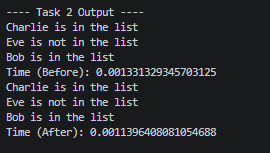 ---- Task 2 Output ----
Charlie is in the list
Eve is not in the list
Bob is in the list
Time (Before): 0.001331329345703125
Charlie is in the list
Eve is not in the list
Bob is in the list
Time (After): 0.0011396408081054688